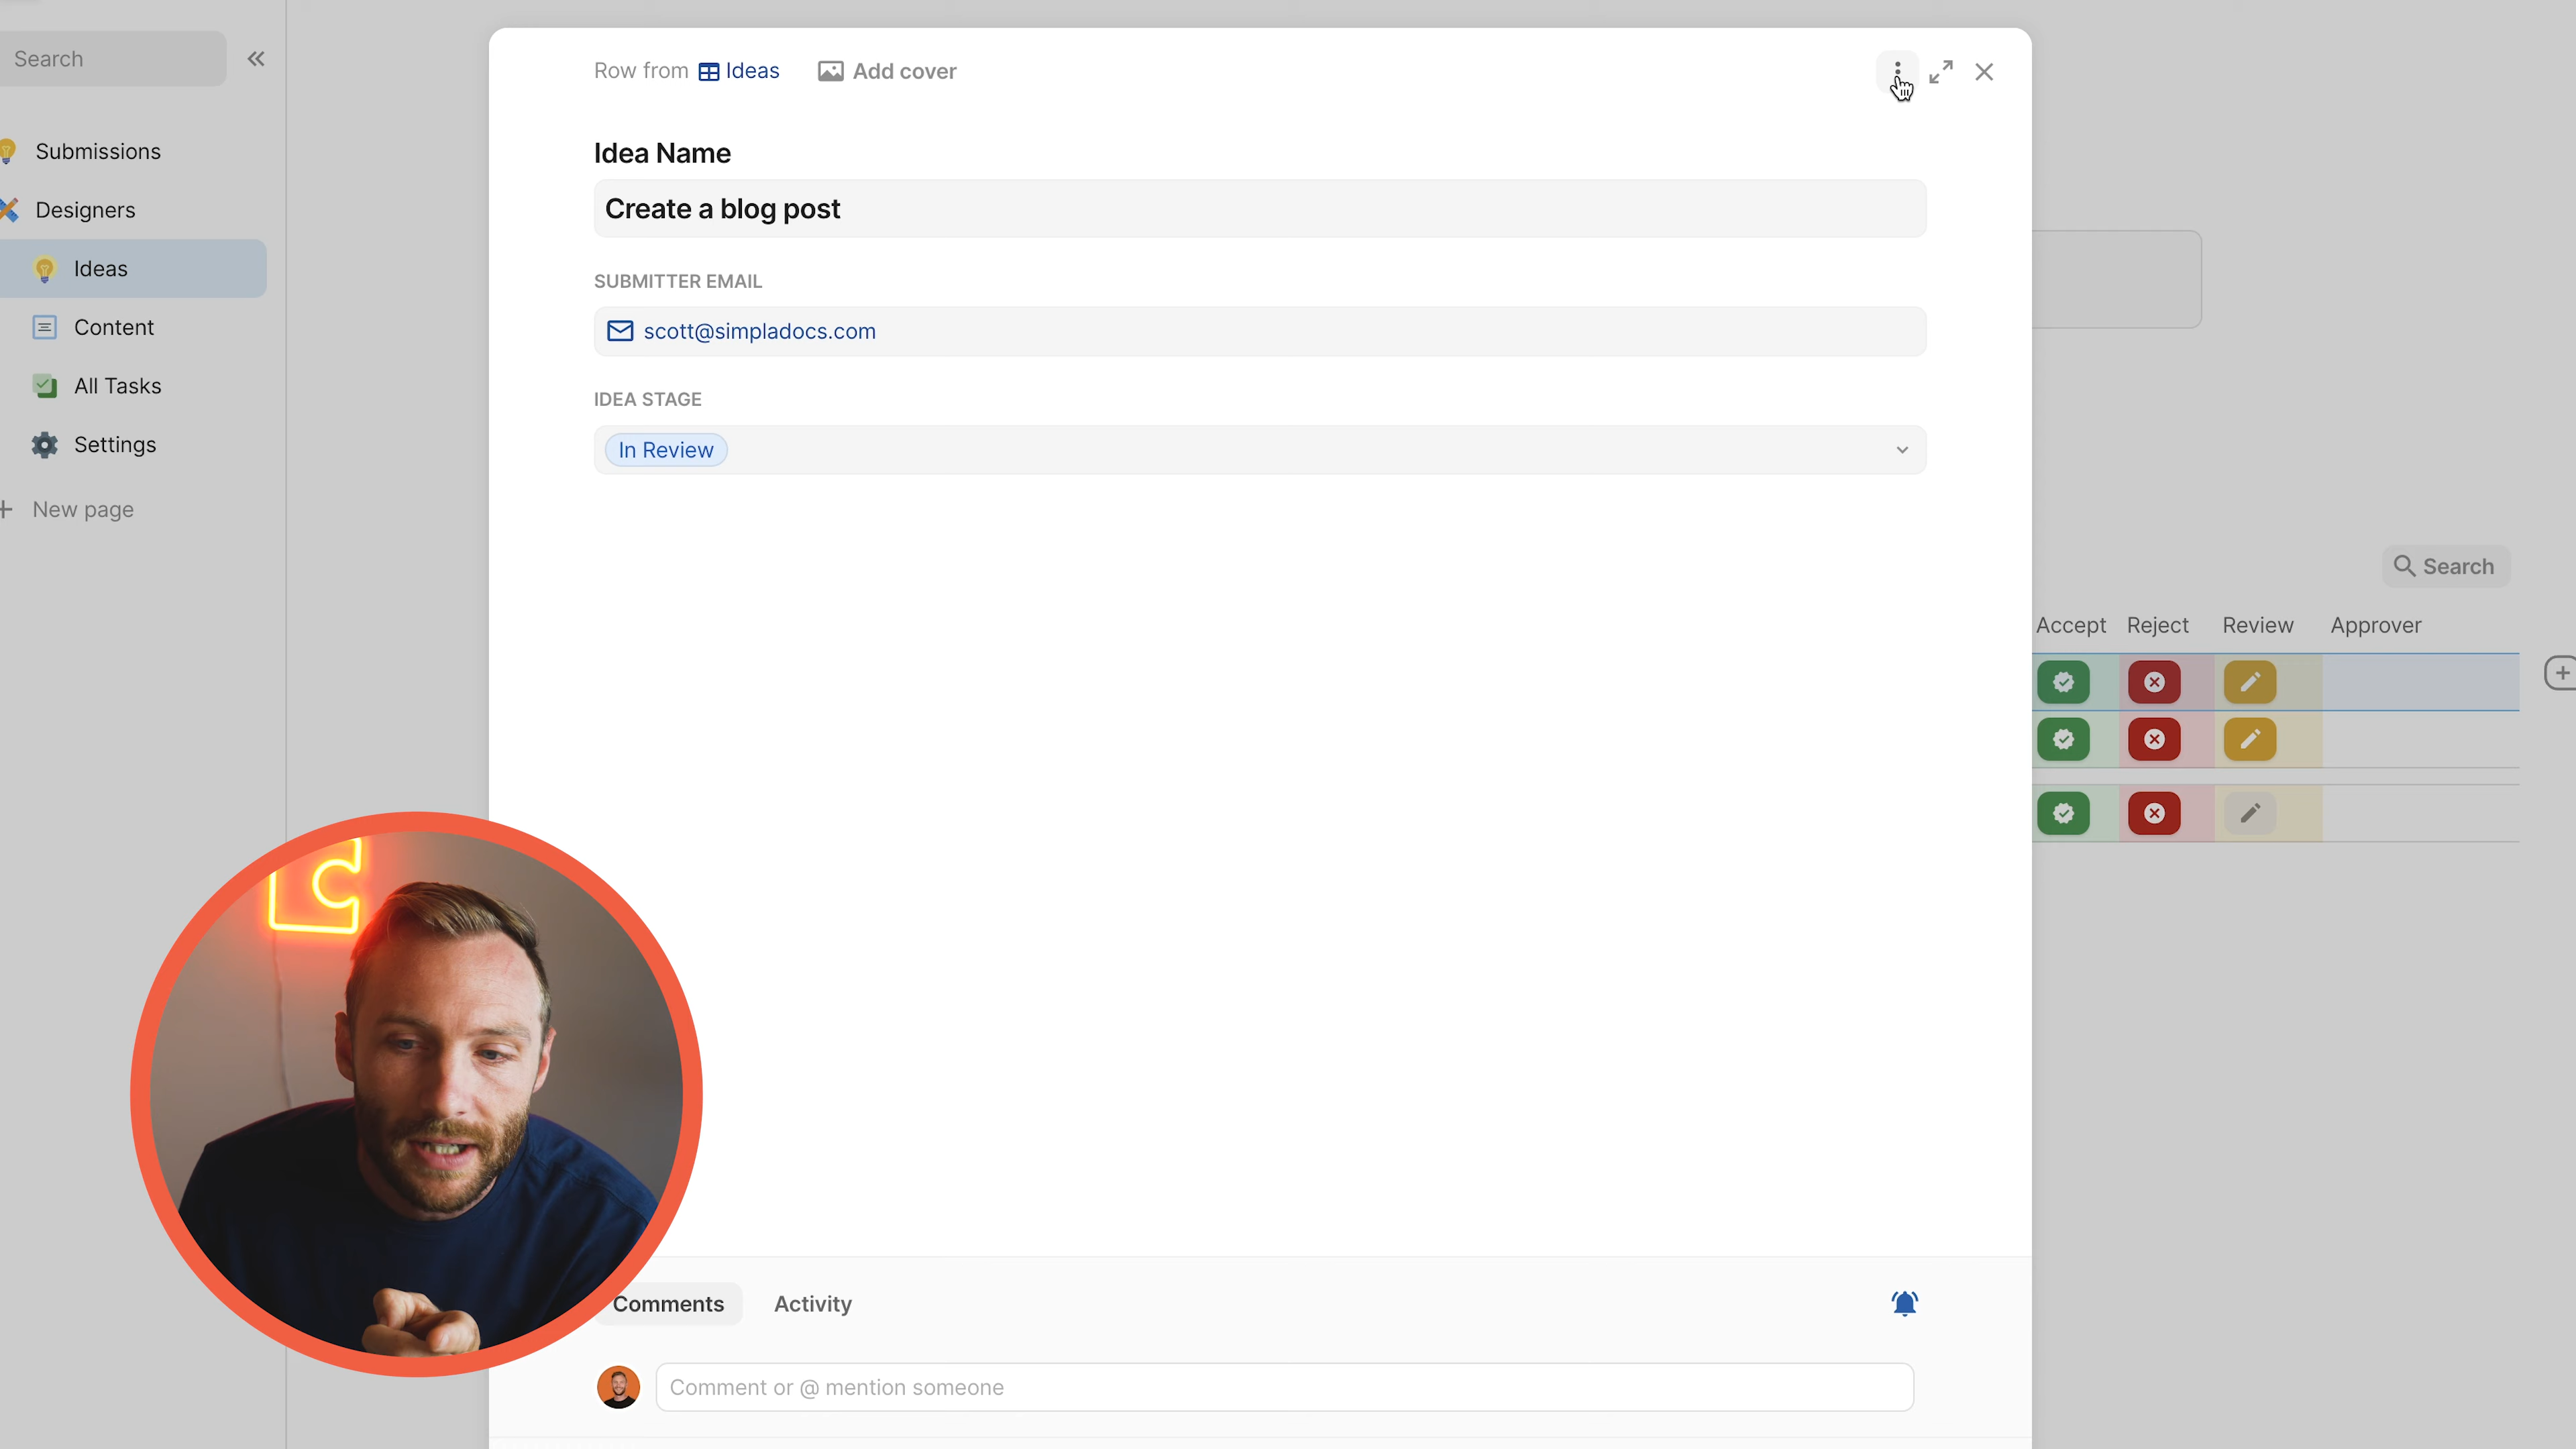 Search
Submissions
Designers
Ideas
Content
All Tasks
Settings
New page
Row from Ideas Add cover
Idea Name
Create a blog post
SUBMITTER EMAIL
scott@simpladocs.com
IDEA STAGE
In Review
Search
Accept Reject Review Approver
Comments Activity
Comment or @ mention someone